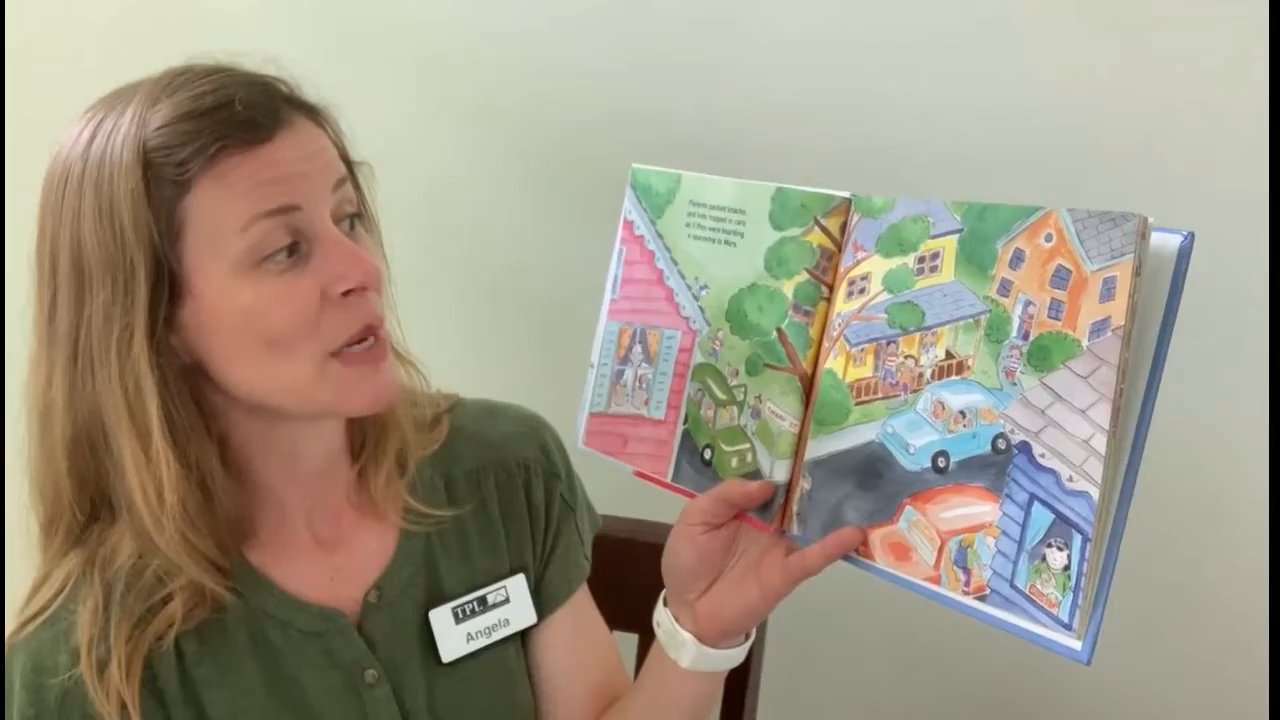 Parents packed snacks,
and kids hopped in cars
as if they were boarding
a spaceship to Mars.
TPL
Angela